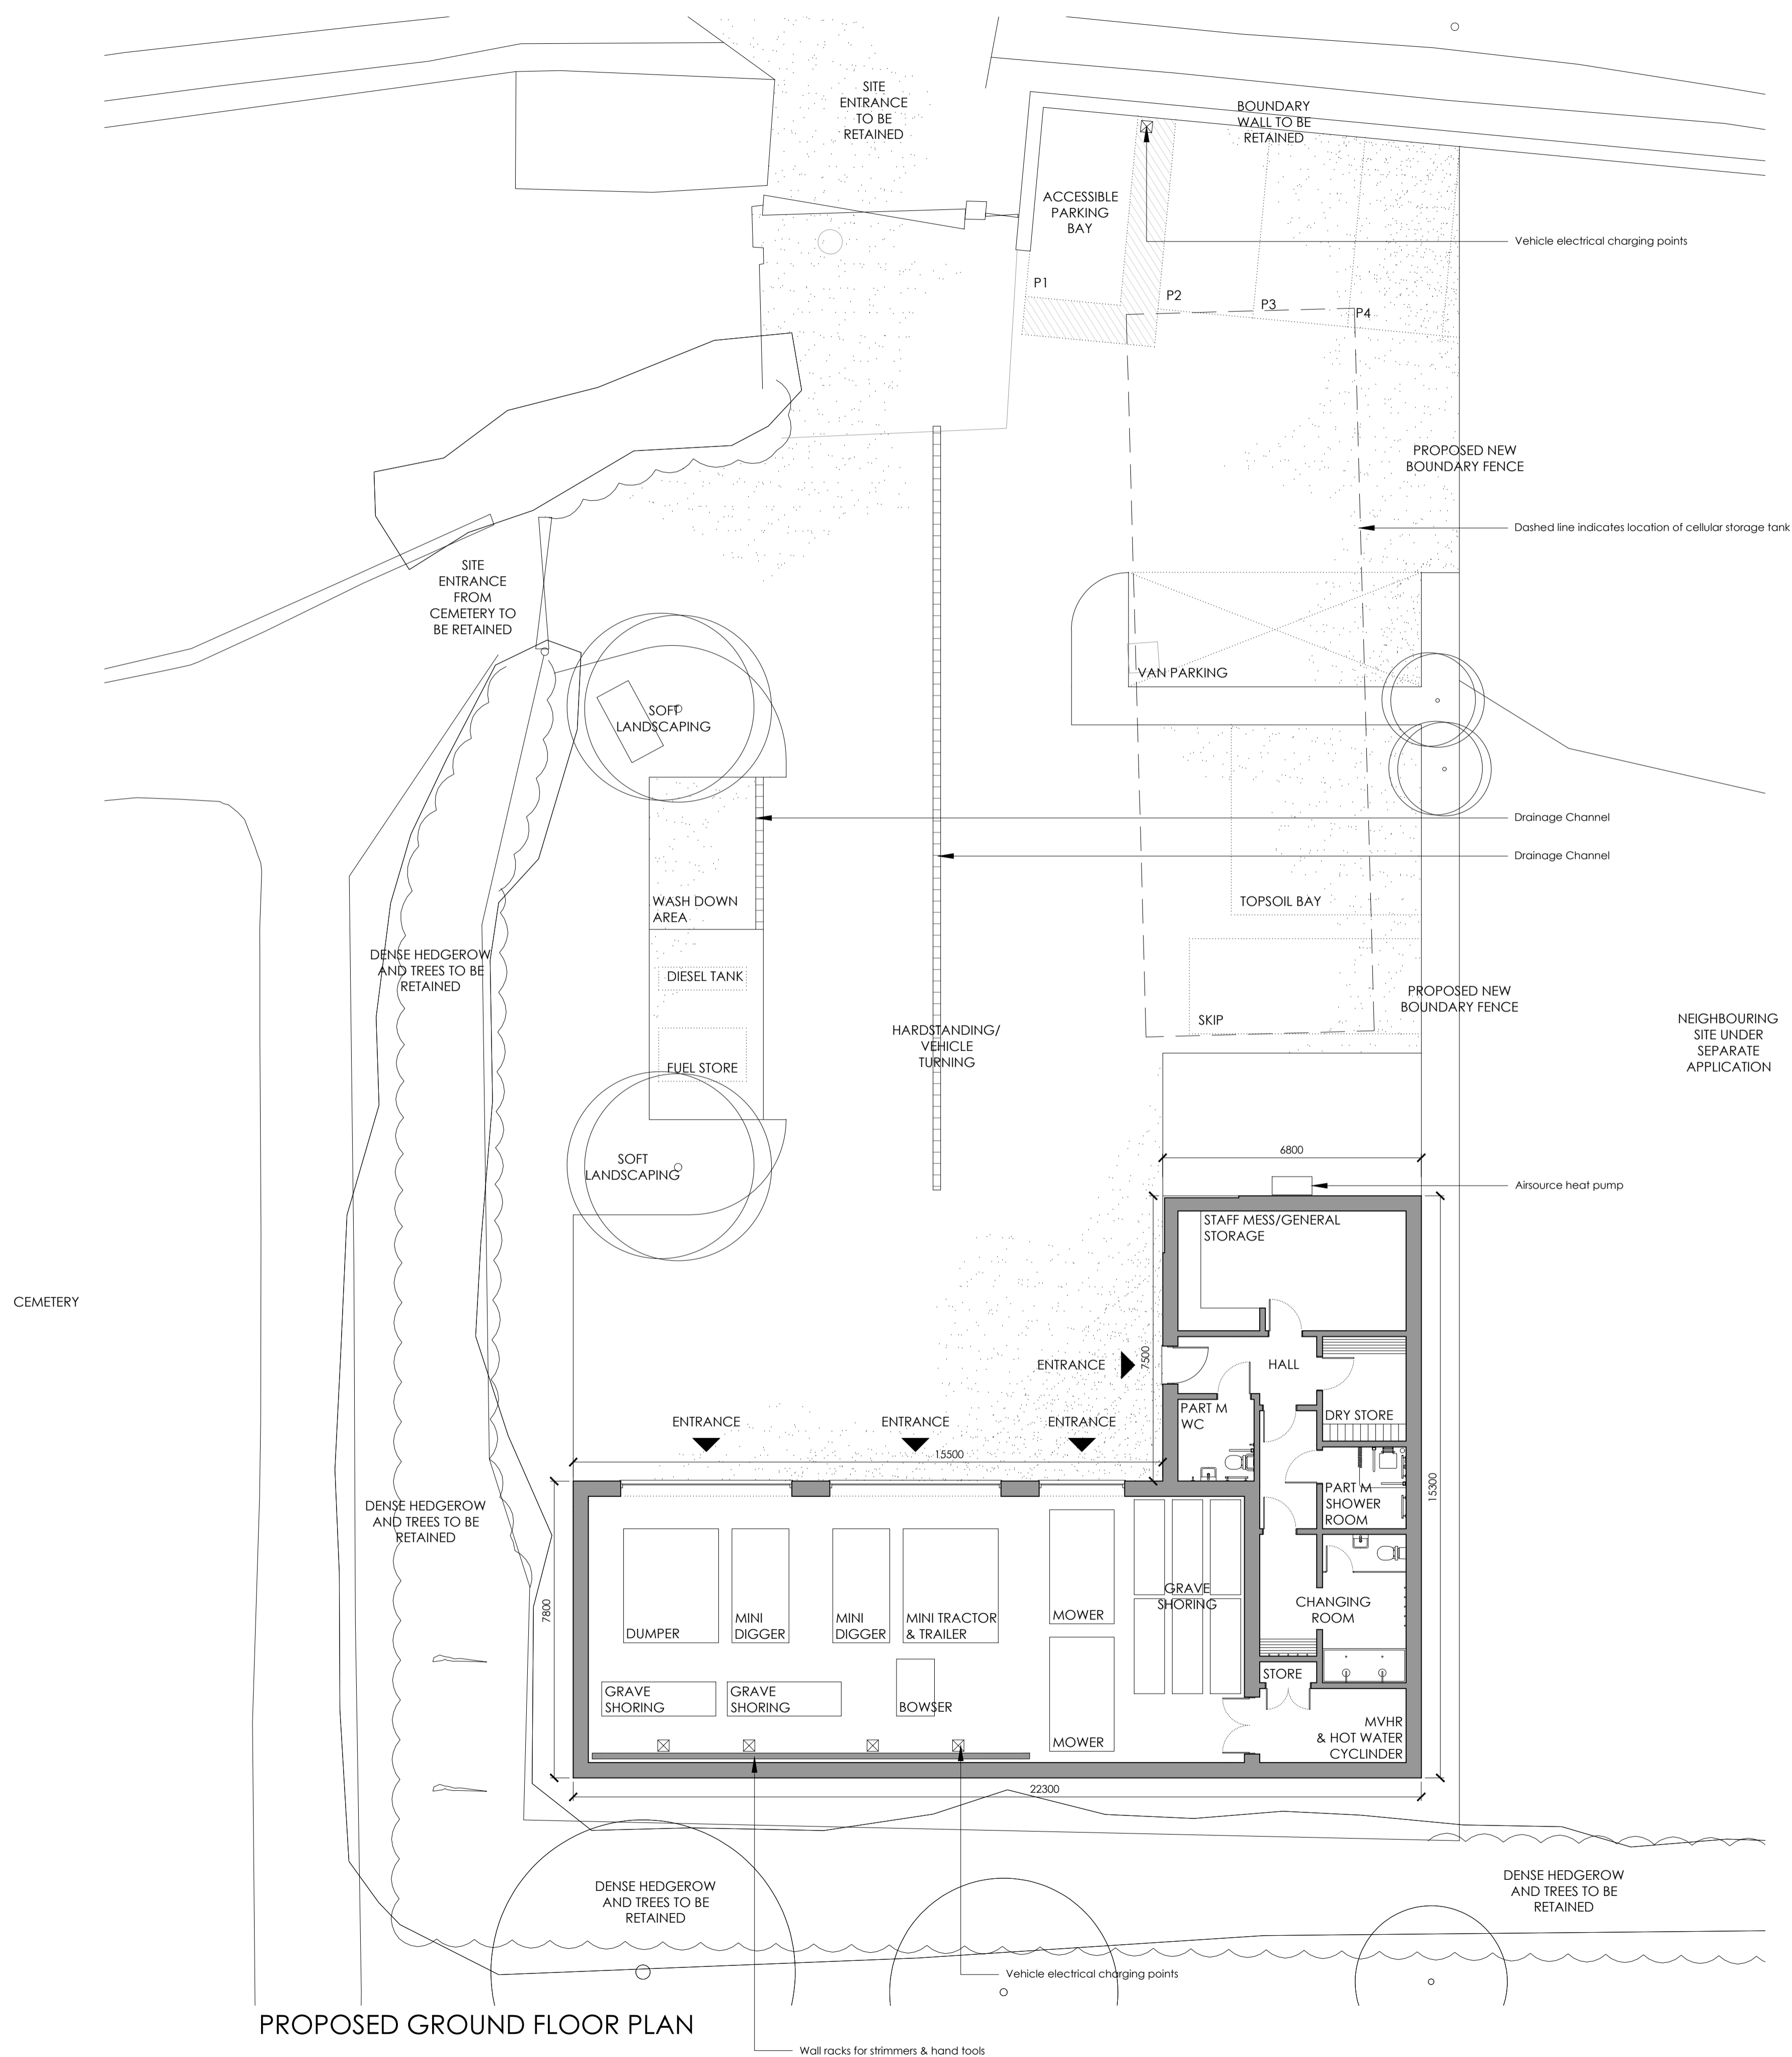 SITE
ENTRANCE
TO BE
RETAINED
BOUNDARY
WALL TO BE
RETAINED
ACCESSIBLE
PARKING
BAY
Vehicle electrical charging points
P1
P2
P3
P4
PROPOSED NEW
BOUNDARY FENCE
Dashed line indicates location of cellular storage tank
SITE
ENTRANCE
FROM
CEMETERY TO
BE RETAINED
VAN PARKING
SOFT
LANDSCAPING
Drainage Channel
Drainage Channel
WASH DOWN
AREA
TOPSOIL BAY
DENSE HEDGEROW
AND TREES TO BE
RETAINED
DIESEL TANK
PROPOSED NEW
BOUNDARY FENCE
SKIP
HARDSTANDING/
VEHICLE
TURNING
NEIGHBOURING
SITE UNDER
SEPARATE
APPLICATION
FUEL STORE
SOFT
LANDSCAPING
6800
Airsource heat pump
STAFF MESS/GENERAL
STORAGE
CEMETERY
ENTRANCE
7500
HALL
ENTRANCE
ENTRANCE
ENTRANCE
PART M
WC
DRY STORE
15500
15300
PART M
SHOWER
ROOM
DENSE HEDGEROW
AND TREES TO BE
RETAINED
7800
DUMPER
MINI
DIGGER
MINI
DIGGER
MINI TRACTOR
& TRAILER
MOWER
GRAVE
SHORING
CHANGING
ROOM
STORE
GRAVE
SHORING
GRAVE
SHORING
BOWSER
MOWER
MVHR
& HOT WATER
CYCLINDER
22300
DENSE HEDGEROW
AND TREES TO BE
RETAINED
DENSE HEDGEROW
AND TREES TO BE
RETAINED
Vehicle electrical charging points
PROPOSED GROUND FLOOR PLAN
Wall racks for strimmers & hand tools